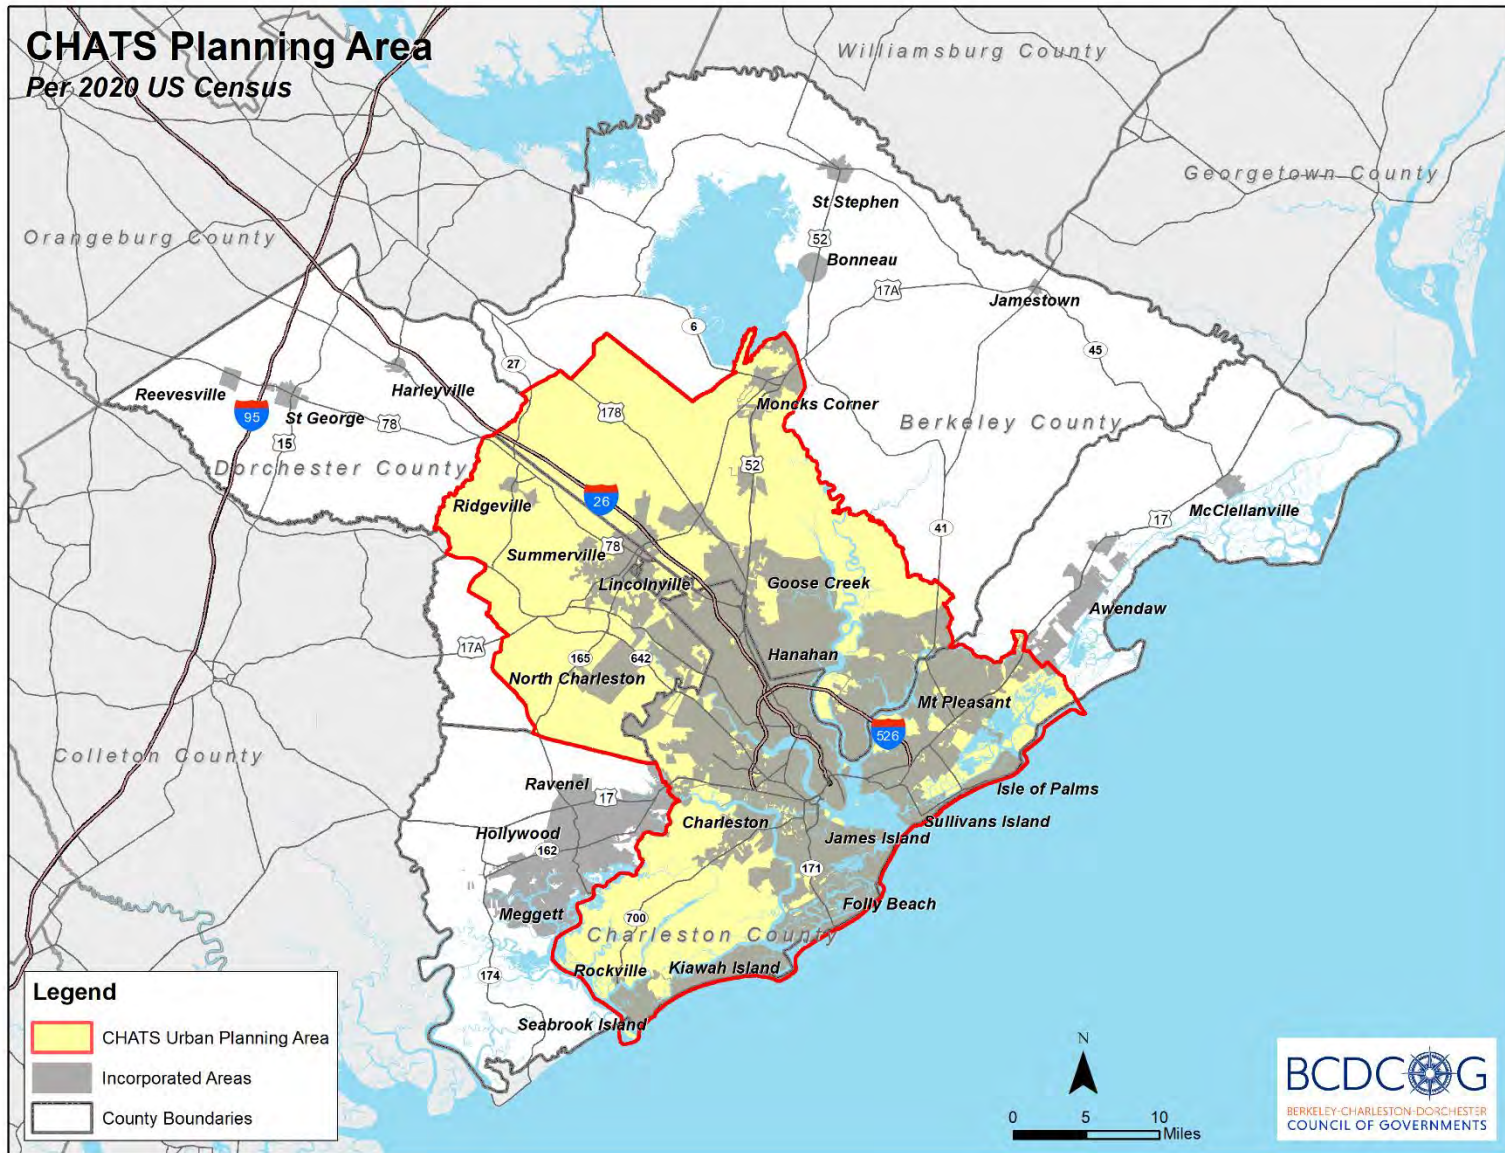 CHATS Planning Area
Per 2020 US Census
Williamsburg County
Georgetown County
St Stephen
Orangeburg County
52
Bonneau
17A
Jamestown
6
45
27
Reevesville
Harleyville
95
St George
78
178
Moncks Corner
Berkeley County
15
Dorchester County
52
Ridgeville
26
McClellanville
17
41
Summerville
78
Lincolnville
Goose Creek
Awendaw
17A
165
642
Hanahan
North Charleston
Mt Pleasant
526
Colleton County
Ravenel
17
Isle of Palms
Hollywood
Charleston
Sullivans Island
James Island
162
171
Meggett
700
Folly Beach
Charleston County
174
Rockville
Kiawah Island
Seabrook Island
Legend
CHATS Urban Planning Area
Incorporated Areas
County Boundaries
N
0 5 10
Miles
BCDCOG
BERKELEY-CHARLESTON-DORCHESTER
COUNCIL OF GOVERNMENTS